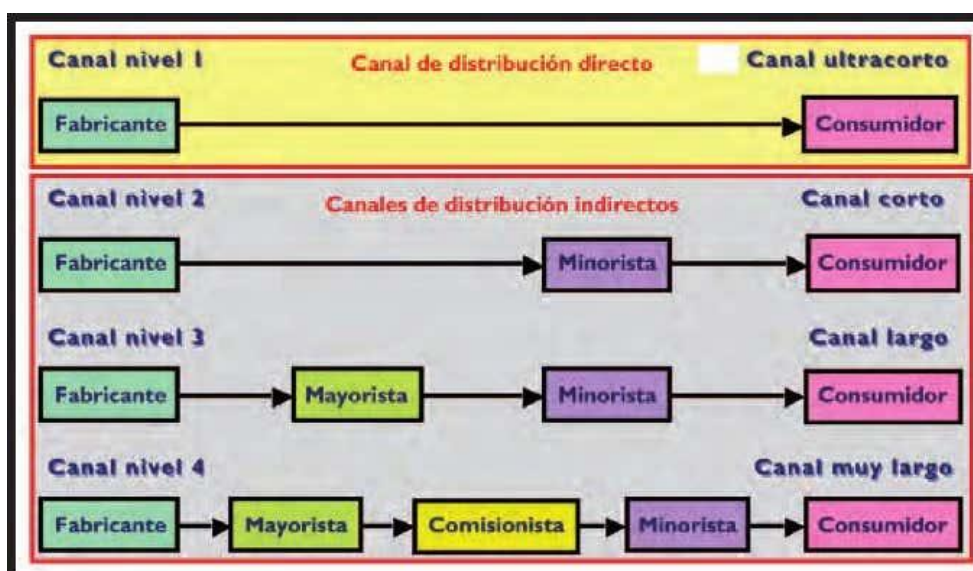 Canal nivel 1 Canal de distribución directo Canal ultracorto
Fabricante Consumidor
Canal nivel 2 Canales de distribución indirectos Canal corto
Fabricante Minorista Consumidor
Canal nivel 3 Canal largo
Fabricante Mayorista Minorista Consumidor
Canal nivel 4 Canal muy largo
Fabricante Mayorista Comisionista Minorista Consumidor